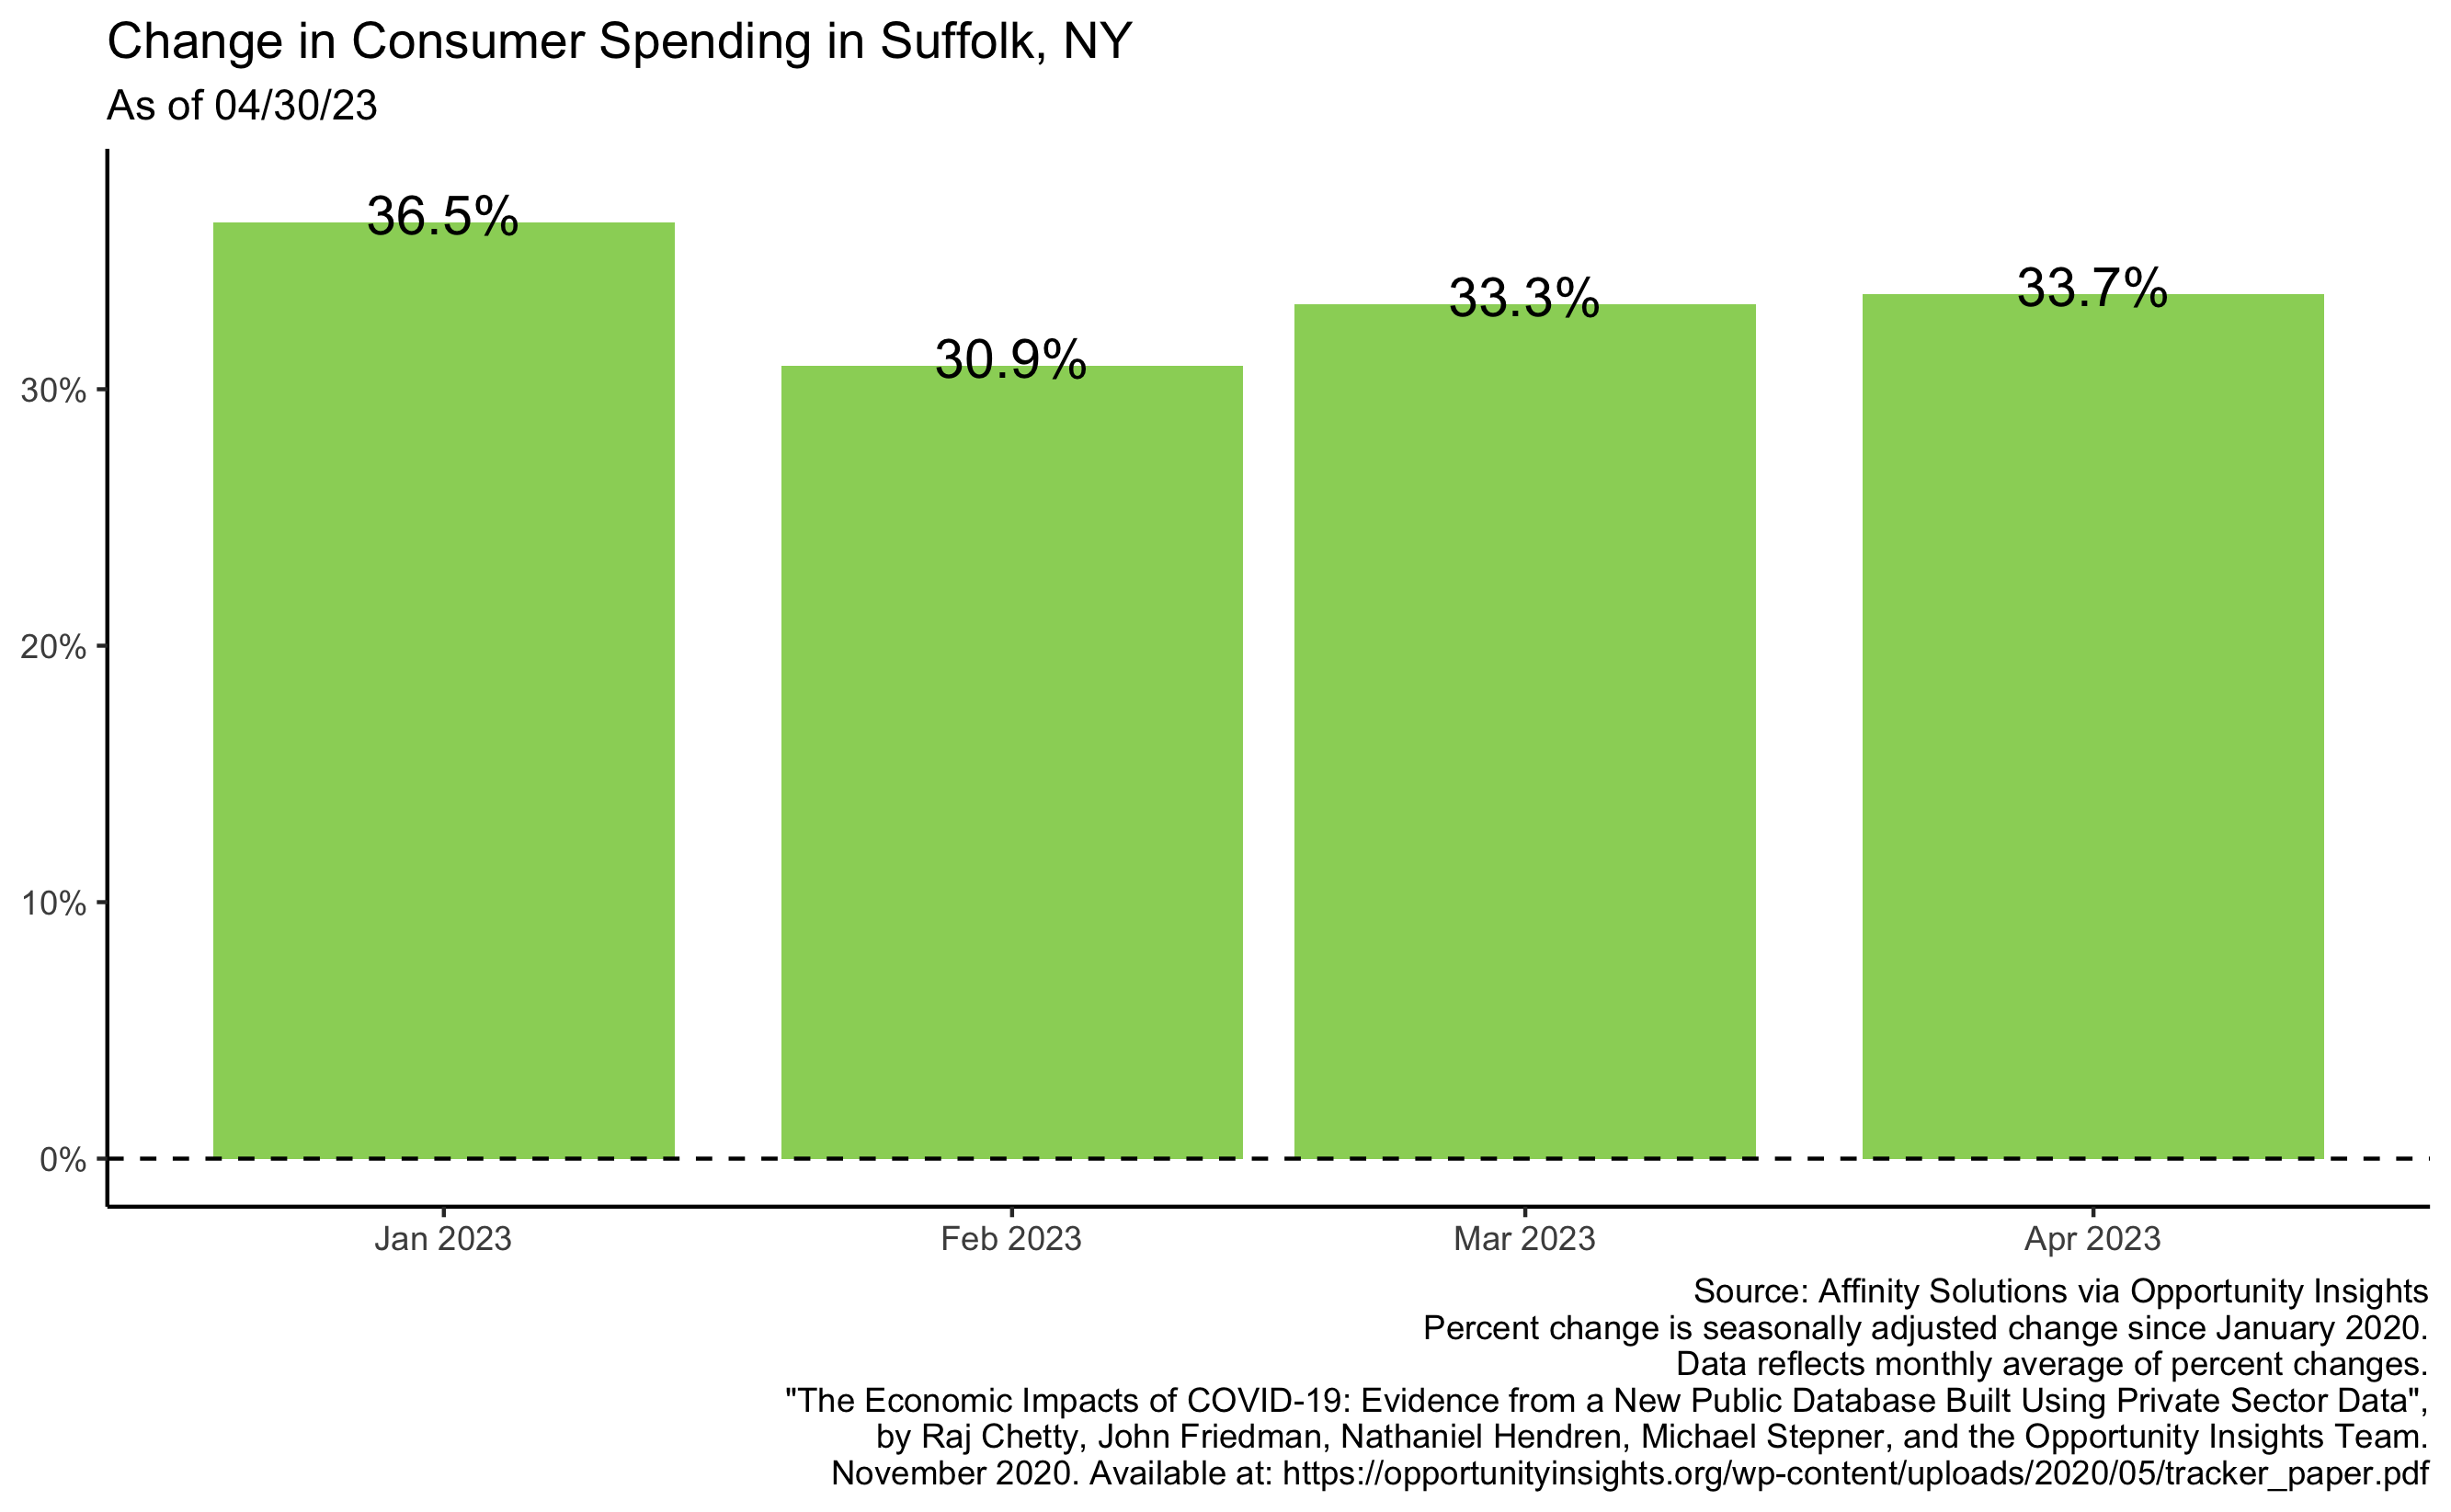 Change in Consumer Spending in Suffolk, NY
As of 04/30/23
36.5%
30.9%
33.3%
33.7%
30%
20%
10%
0%
Jan 2023
Feb 2023
Mar 2023
Apr 2023
Source: Affinity Solutions via Opportunity Insights
Percent change is seasonally adjusted change since January 2020.
Data reflects monthly average of percent changes.
"The Economic Impacts of COVID-19: Evidence from a New Public Database Built Using Private Sector Data",
by Raj Chetty, John Friedman, Nathaniel Hendren, Michael Stepner, and the Opportunity Insights Team.
November 2020. Available at: https://opportunityinsights.org/wp-content/uploads/2020/05/tracker_paper.pdf